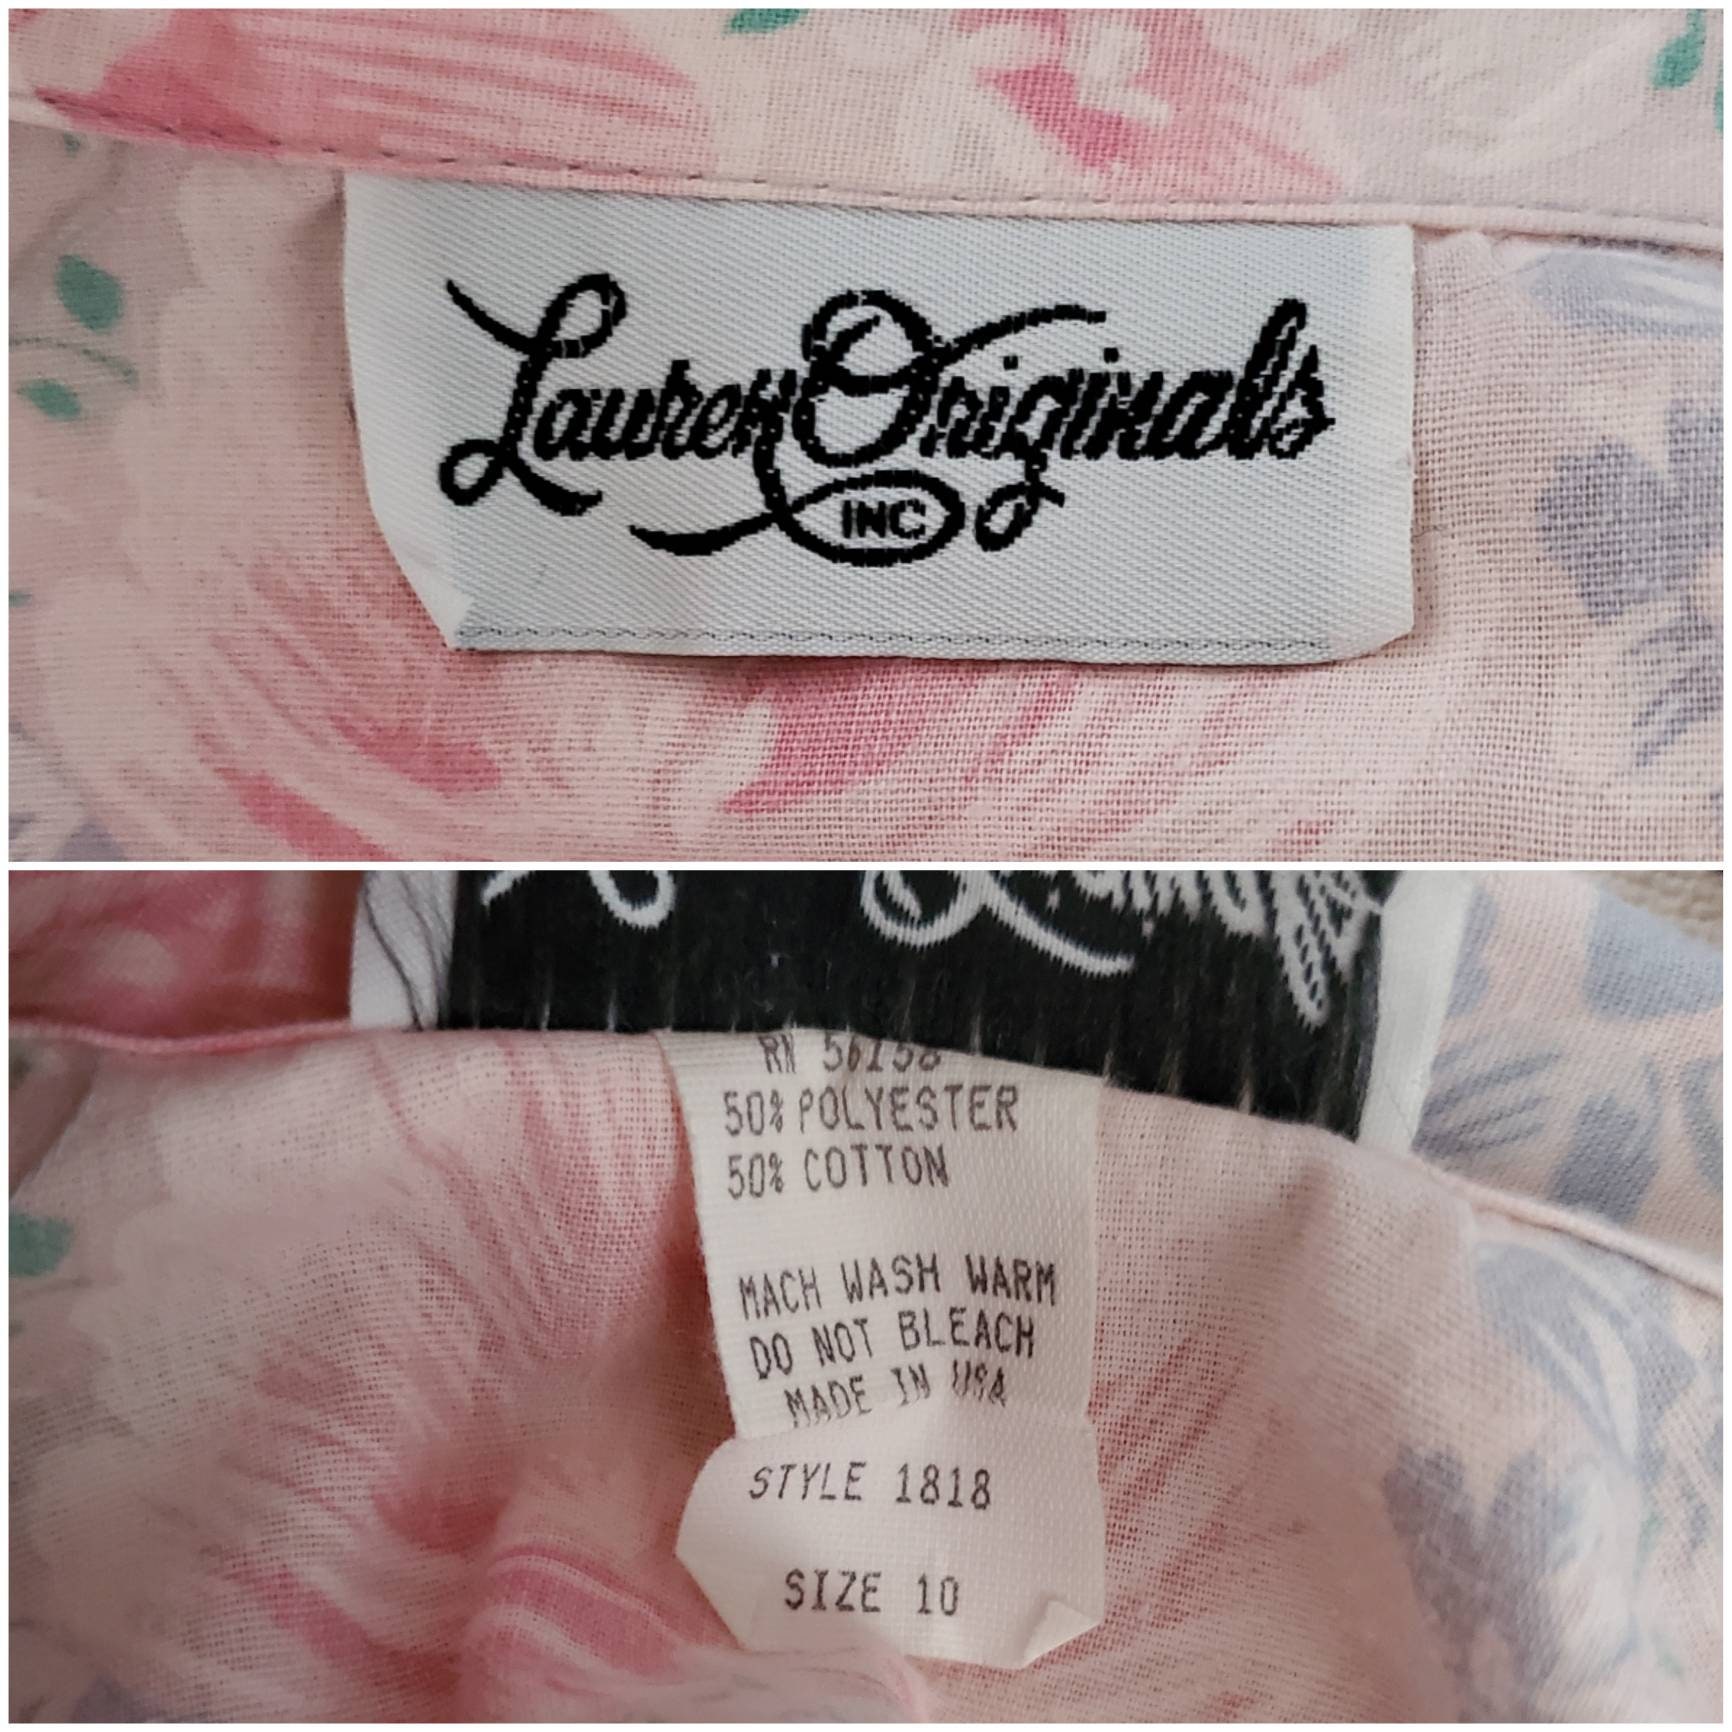 Lauren Originals
INC
RN
50% POLYESTER
50% COTTON
MACH WASH WARM
DO NOT BLEACH
MADE IN USA
STYLE 1818
SIZE 10